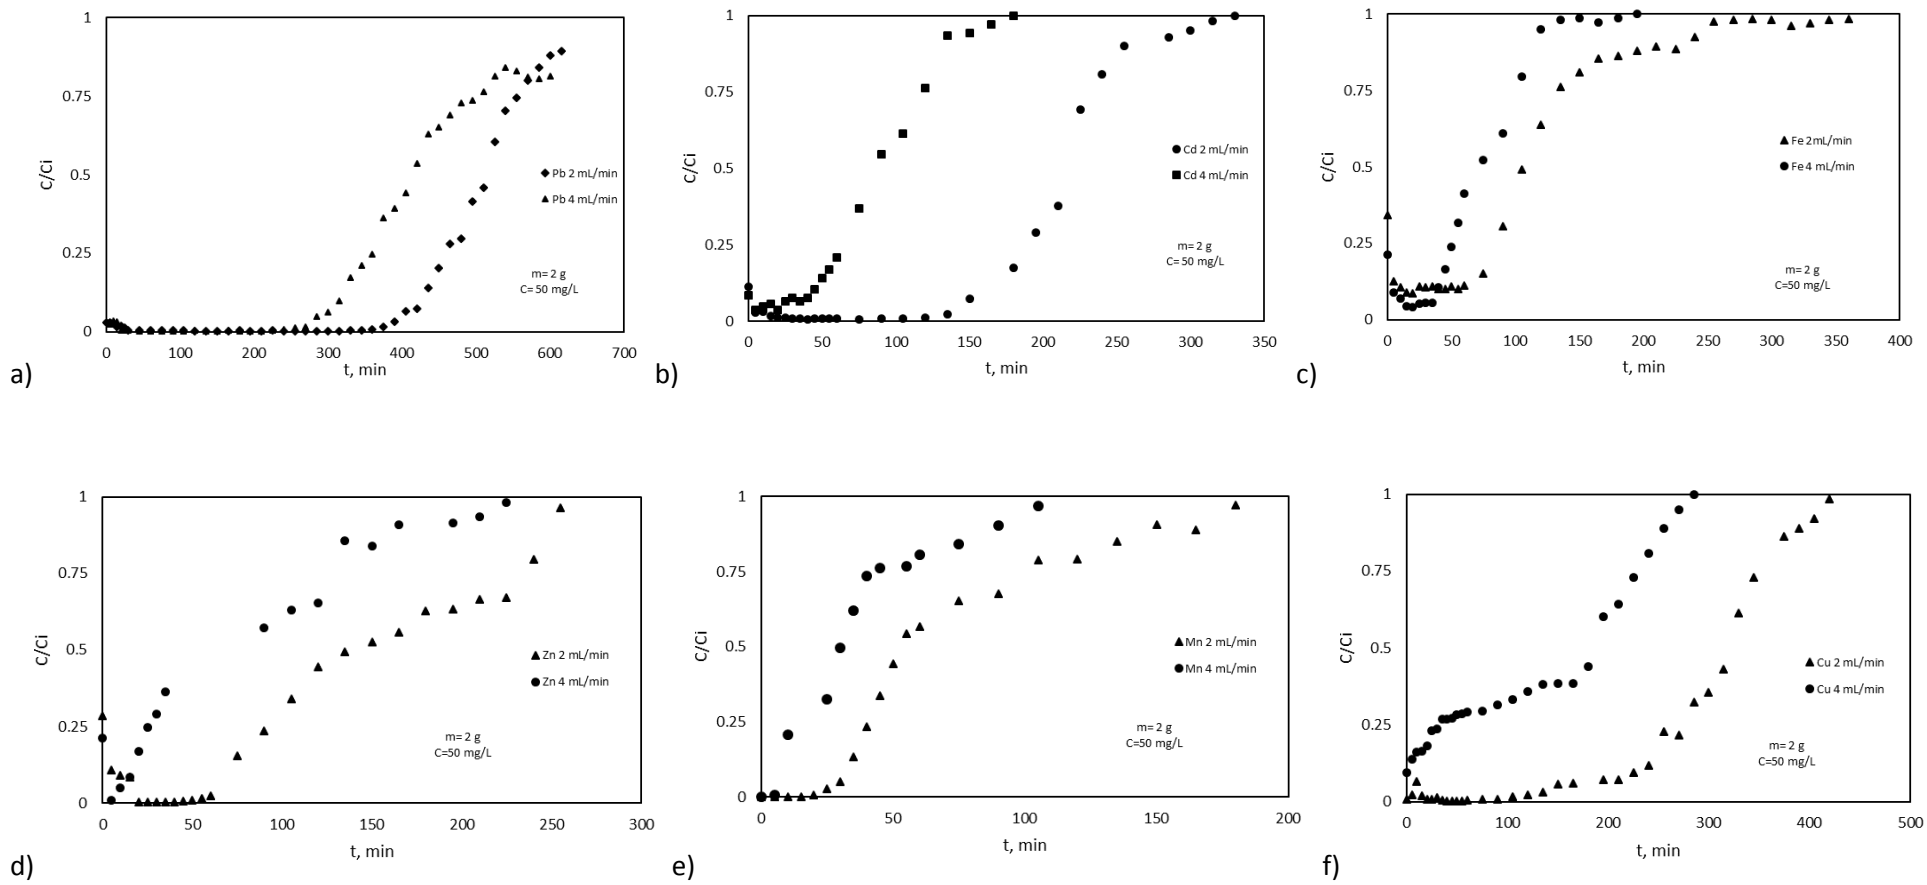 1
0.75
0.5
0.25
0
C/Ci
0 100 200 300 400 500 600 700
t, min
Pb 2 mL/min
Pb 4 mL/min
m= 2 g
C= 50 mg/L
a)
1
0.75
0.5
0.25
0
C/Ci
0 50 100 150 200 250 300 350
t, min
Cd 2 mL/min
Cd 4 mL/min
m= 2 g
C= 50 mg/L
b)
1
0.75
0.5
0.25
0
C/Ci
0 50 100 150 200 250 300 350 400
t, min
Fe 2mL/min
Fe 4 mL/min
m= 2 g
C=50 mg/L
c)
1
0.75
0.5
0.25
0
C/Ci
0 50 100 150 200 250 300
t, min
Zn 2 mL/min
Zn 4 mL/min
m= 2 g
C=50 mg/L
d)
1
0.75
0.5
0.25
0
C/Ci
0 50 100 150 200
t, min
Mn 2 mL/min
Mn 4 mL/min
m= 2 g
C=50 mg/L
e)
1
0.75
0.5
0.25
0
C/Ci
0 100 200 300 400 500
t, min
Cu 2 mL/min
Cu 4 mL/min
m= 2 g
C=50 mg/L
f)